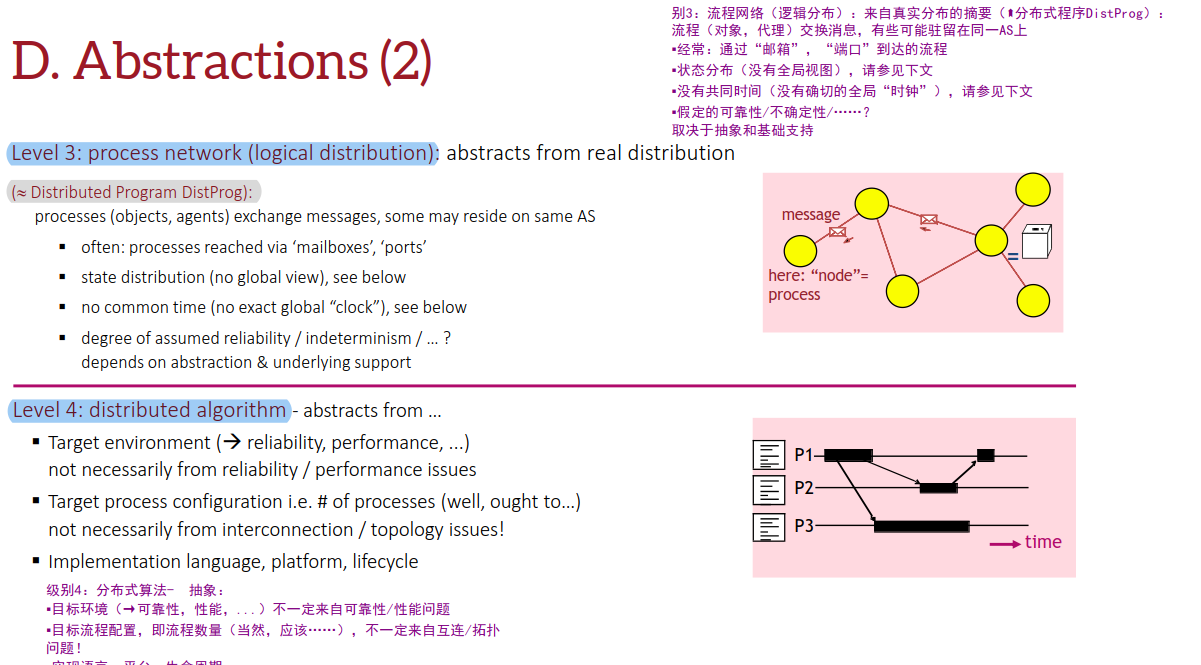 别3：流程网络（逻辑分布）：来自真实分布的摘要（⬆分布式程序DistProg）：
流程（对象，代理）交换消息，有些可能驻留在同一AS上
▪经常：通过“邮箱”，“端口”到达的流程
▪状态分布（没有全局视图），请参见下文
▪没有共同时间（没有确切的全局“时钟”），请参见下文
▪假定的可靠性/不确定性/……？
取决于抽象和基础支持
D. Abstractions (2)
Level 3: process network (logical distribution): abstracts from real distribution
(≈ Distributed Program DistProg):
processes (objects, agents) exchange messages, some may reside on same AS
▪ often: processes reached via ‘mailboxes’, ‘ports’
▪ state distribution (no global view), see below
▪ no common time (no exact global “clock”), see below
▪ degree of assumed reliability / indeterminism / … ?
depends on abstraction & underlying support
message
=
here: “node”=
process
Level 4: distributed algorithm - abstracts from …
▪ Target environment (→ reliability, performance, …)
not necessarily from reliability / performance issues
▪ Target process configuration i.e. # of processes (well, ought to…)
not necessarily from interconnection / topology issues!
▪ Implementation language, platform, lifecycle
P1
P2
P3
time
级别4：分布式算法- 抽象：
▪目标环境（→可靠性，性能，...）不一定来自可靠性/性能问题
▪目标流程配置，即流程数量（当然，应该……），不一定来自互连/拓扑
问题！